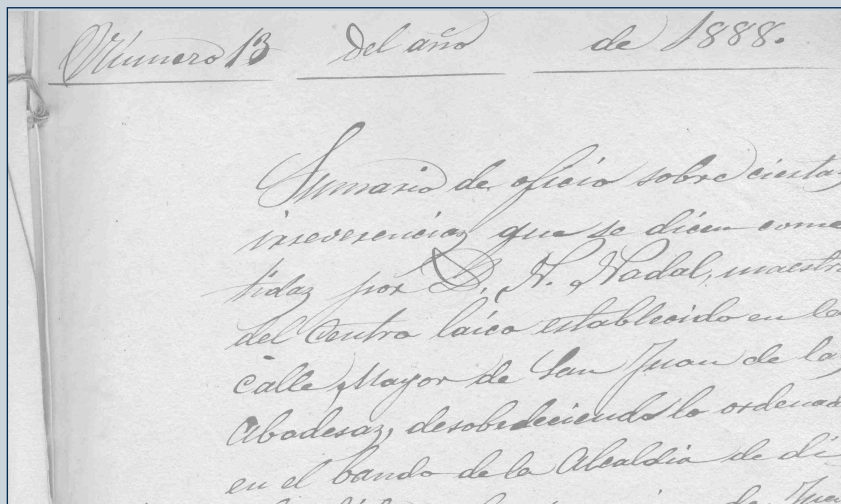 Número 13 del año de 1888.
Sumario de oficio sobre ciertas
irreverencias que se dicen come
tidas por D. N. Nadal, maestro
del Centro laico establecido en la
calle Mayor de San Juan de las
Abadesas, desobedeciendo lo ordenado
en el bando de la Alcaldia de di